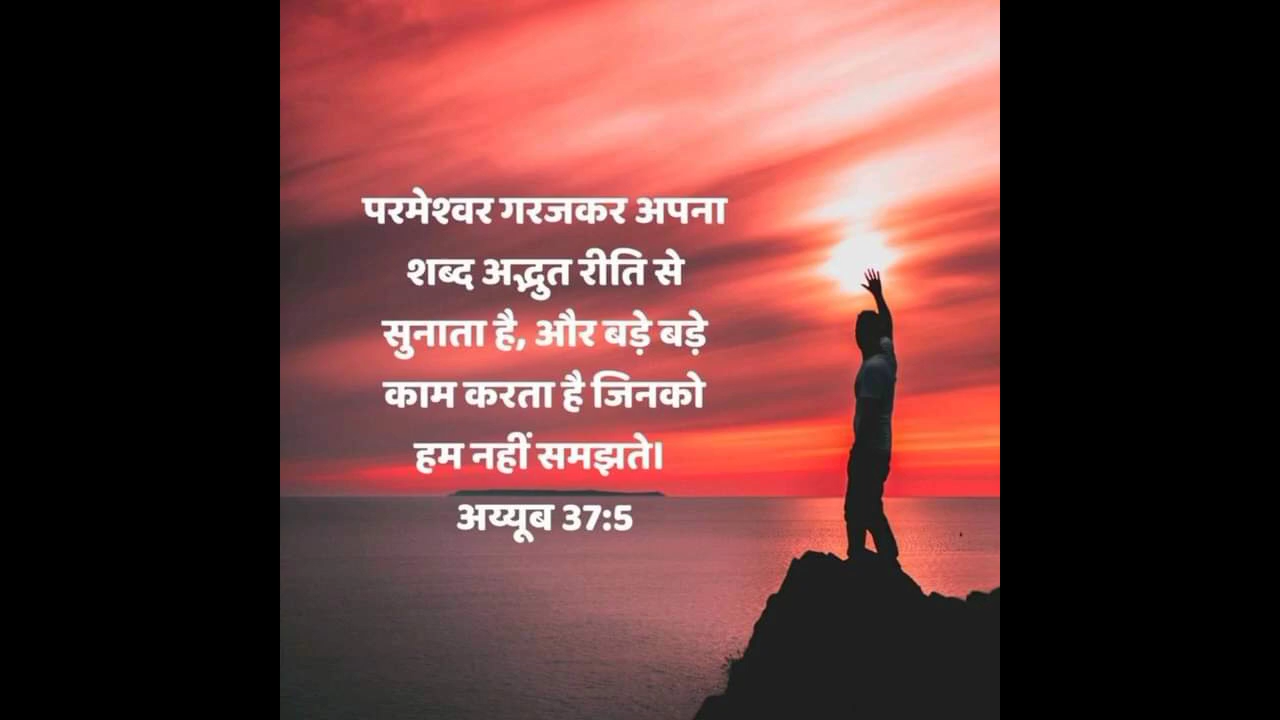 परमेश्वर गरजकर अपना
शब्द अद्भुत रीति से
सुनाता है, और बड़े बड़े
काम करता है जिनको
हम नहीं समझते।
अय्यूब 37:5